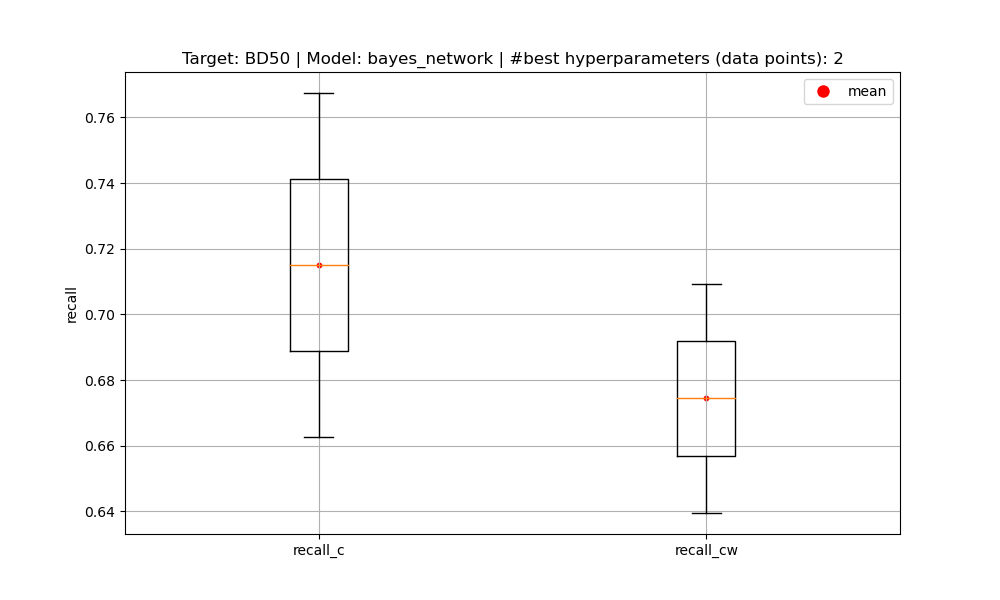 Target: BD50 | Model: bayes_network | #best hyperparameters (data points): 2
mean
0.76
0.74
0.72
0.70
0.68
0.66
0.64
recall
recall_c
recall_cw